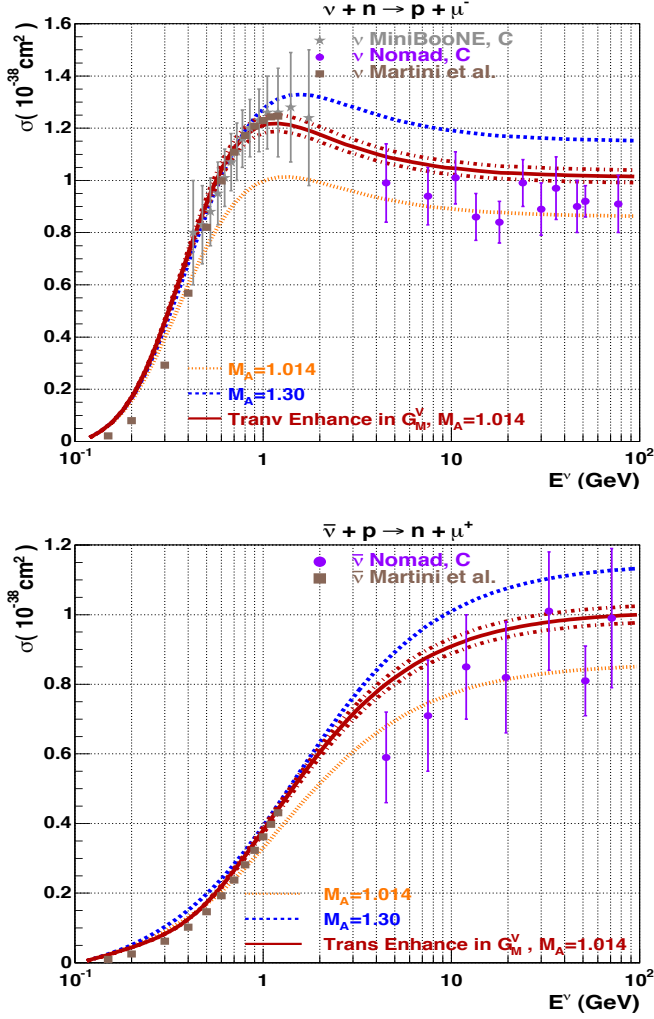 ν + n → p + μ⁻
ν MiniBooNE, C
ν Nomad, C
ν Martini et al.
σ( 10⁻³⁸ cm²)
1.6
1.4
1.2
1
0.8
0.6
0.4
0.2
0
M_A=1.014
M_A=1.30
Tranv Enhance in G_M^V, M_A=1.014
10⁻¹ 1 10 10²
E^ν (GeV)
ν̅ + p → n + μ⁺
ν̅ Nomad, C
ν̅ Martini et al.
σ( 10⁻³⁸ cm²)
1.2
1
0.8
0.6
0.4
0.2
0
M_A=1.014
M_A=1.30
Trans Enhance in G_M^V , M_A=1.014
10⁻¹ 1 10 10²
E^ν (GeV)